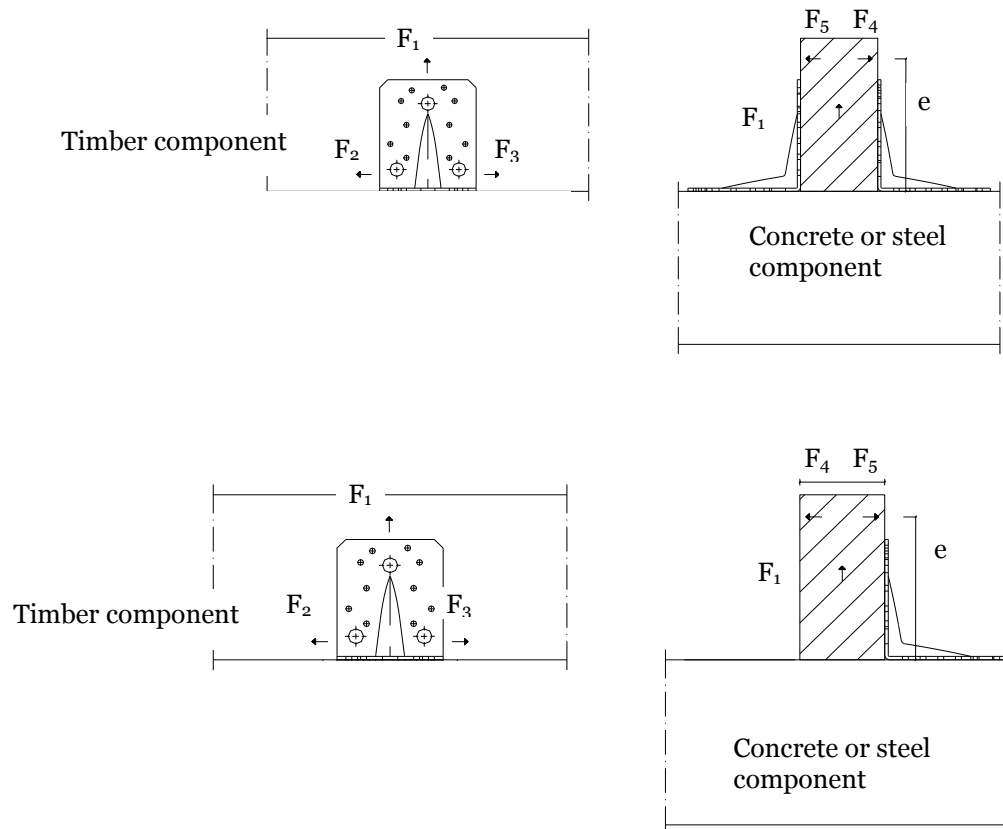 F₁
Timber component
F₂
F₃
F₅
F₄
e
F₁
Concrete or steel
component
F₁
Timber component
F₂
F₃
F₄
F₅
e
F₁
Concrete or steel
component